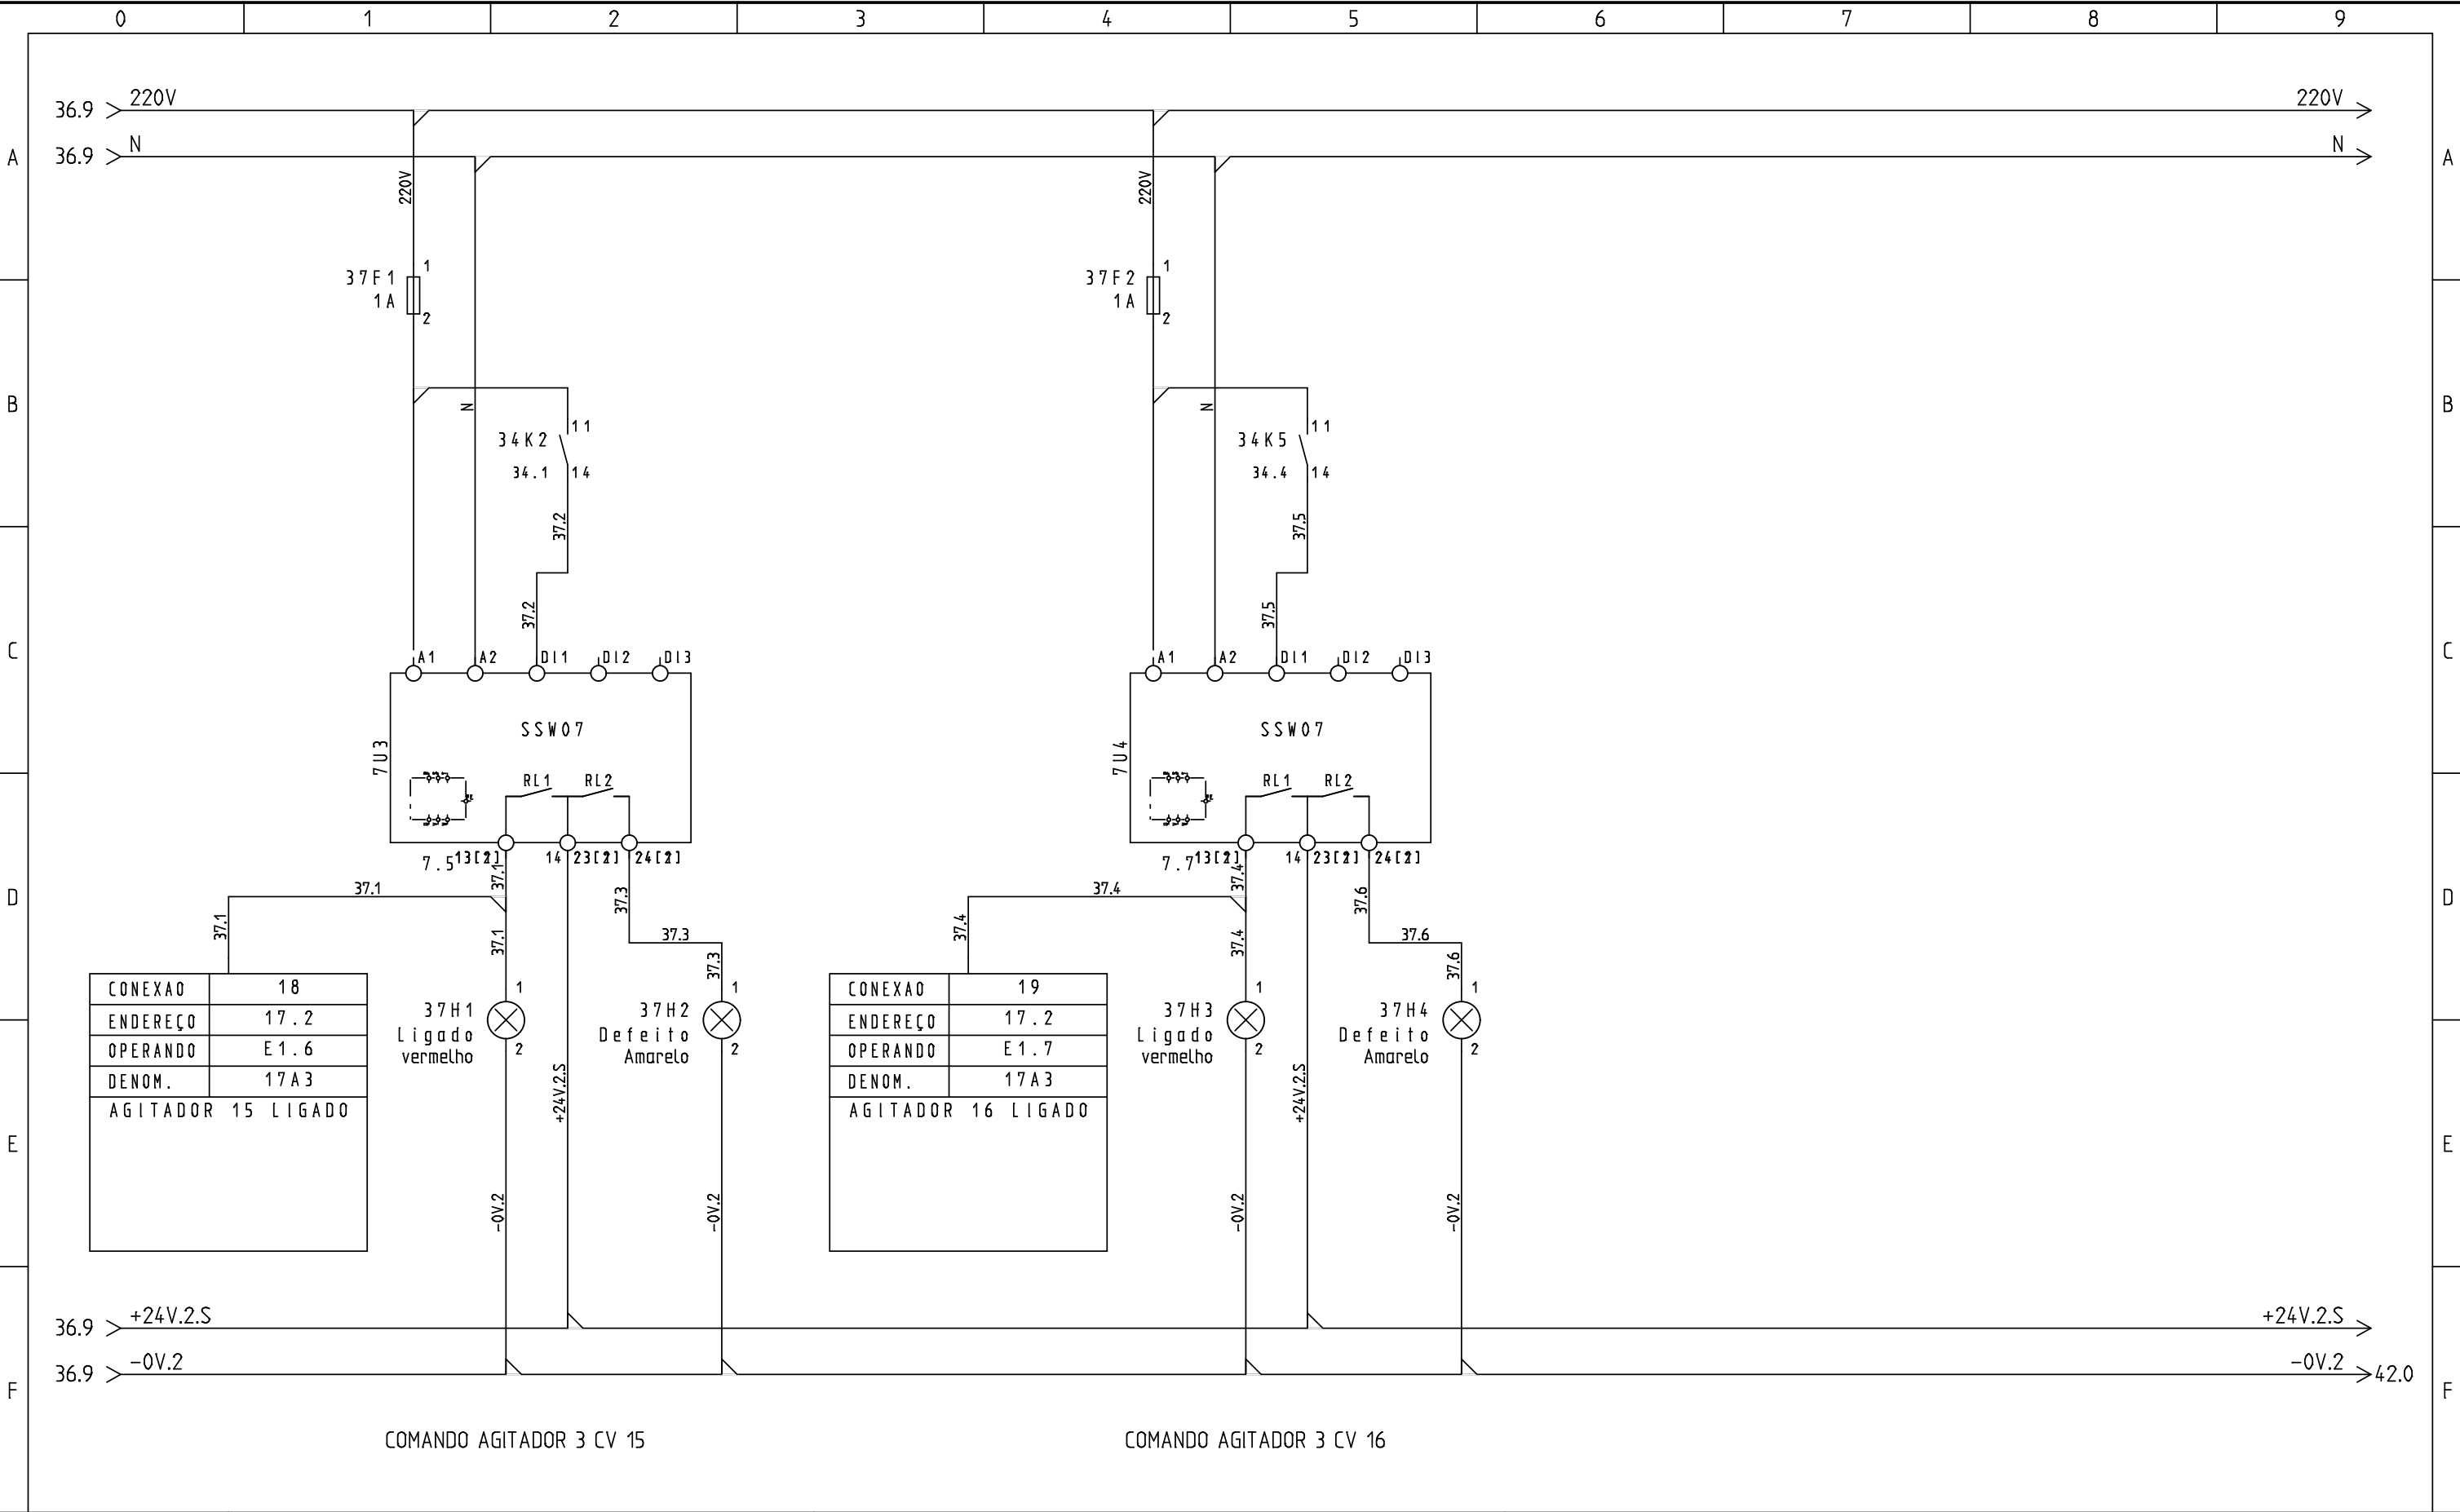 0 1 2 3 4 5 6 7 8 9
36.9 220V 220V
36.9 N N
A A
220V 220V
37F1 1 37F2 1
1A 2 1A 2
B N N B
34K2 11 34K5 11
34.1 14 34.4 14
37.2 37.5
37.2 37.5
C A1 A2 DI1 DI2 DI3 A1 A2 DI1 DI2 DI3 C
SSW07 SSW07
7U3 7U4
RL1 RL2 RL1 RL2
7.5 14 7.7 14
37.1 37.4
D 37.1 37.3 37.4 37.6 D
37.1 37.1 37.3 37.4 37.4 37.6
37.3 37.6
CONEXAO 18
ENDEREÇO 17.2
OPERANDO E1.6
DENOM. 17A3
AGITADOR 15 LIGADO
37H1 1
Ligado
vermelho 2
37H2 1
Defeito
Amarelo 2
CONEXAO 19
ENDEREÇO 17.2
OPERANDO E1.7
DENOM. 17A3
AGITADOR 16 LIGADO
37H3 1
Ligado
vermelho 2
37H4 1
Defeito
Amarelo 2
+24V.2.S +24V.2.S
E E
-0V.2 -0V.2 -0V.2 -0V.2
36.9 +24V.2.S +24V.2.S
36.9 -0V.2 -0V.2 42.0
F F
COMANDO AGITADOR 3 CV 15 COMANDO AGITADOR 3 CV 16